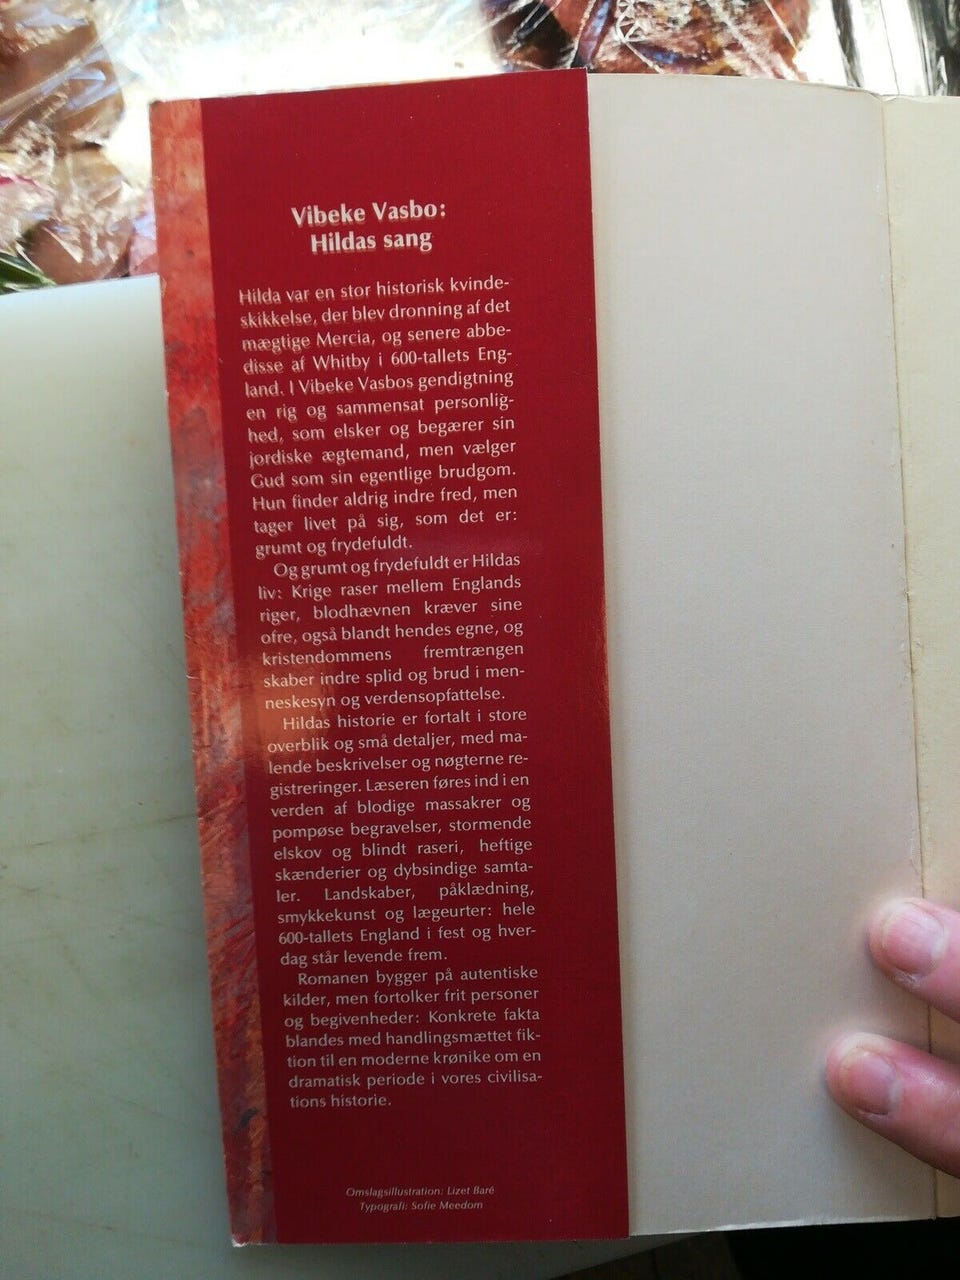 Vibeke Vasbo:
Hildas sang
Hilda var en stor historisk kvinde-
skikkelse, der blev dronning af det
mægtige Mercia, og senere abbe-
disse af Whitby i 600-tallets Eng-
land. I Vibeke Vasbos gendigtning
en rig og sammensat personlig-
hed, som elsker og begærer sin
jordiske ægtemand, men vælger
Gud som sin egentlige brudgom.
Hun finder aldrig indre fred, men
tager livet på sig, som det er:
grumt og frydefuldt.
Og grumt og frydefuldt er Hildas
liv: Krige raser mellem Englands
riger, blodhævnen kræver sine
ofre, også blandt hendes egne, og
kristendommens fremtrængen
skaber indre splid og brud i men-
neskesyn og verdensopfattelse.
Hildas historie er fortalt i store
overblik og små detaljer, med ma-
lende beskrivelser og nøgterne re-
gistreringer. Læseren føres ind i en
verden af blodige massakrer og
pompøse begravelser, stormende
elskov og blindt raseri, heftige
skænderier og dybsindige samta-
ler. Landskaber, påklædning,
smykkekunst og lægeurter: hele
600-tallets England i fest og hver-
dag står levende frem.
Romanen bygger på autentiske
kilder, men fortolker frit personer
og begivenheder: Konkrete fakta
blandes med handlingsmættet fik-
tion til en moderne krønike om en
dramatisk periode i vores civilisa-
tions historie.
Omslagsillustration: Lizet Baré
Typografi: Sofie Meedom